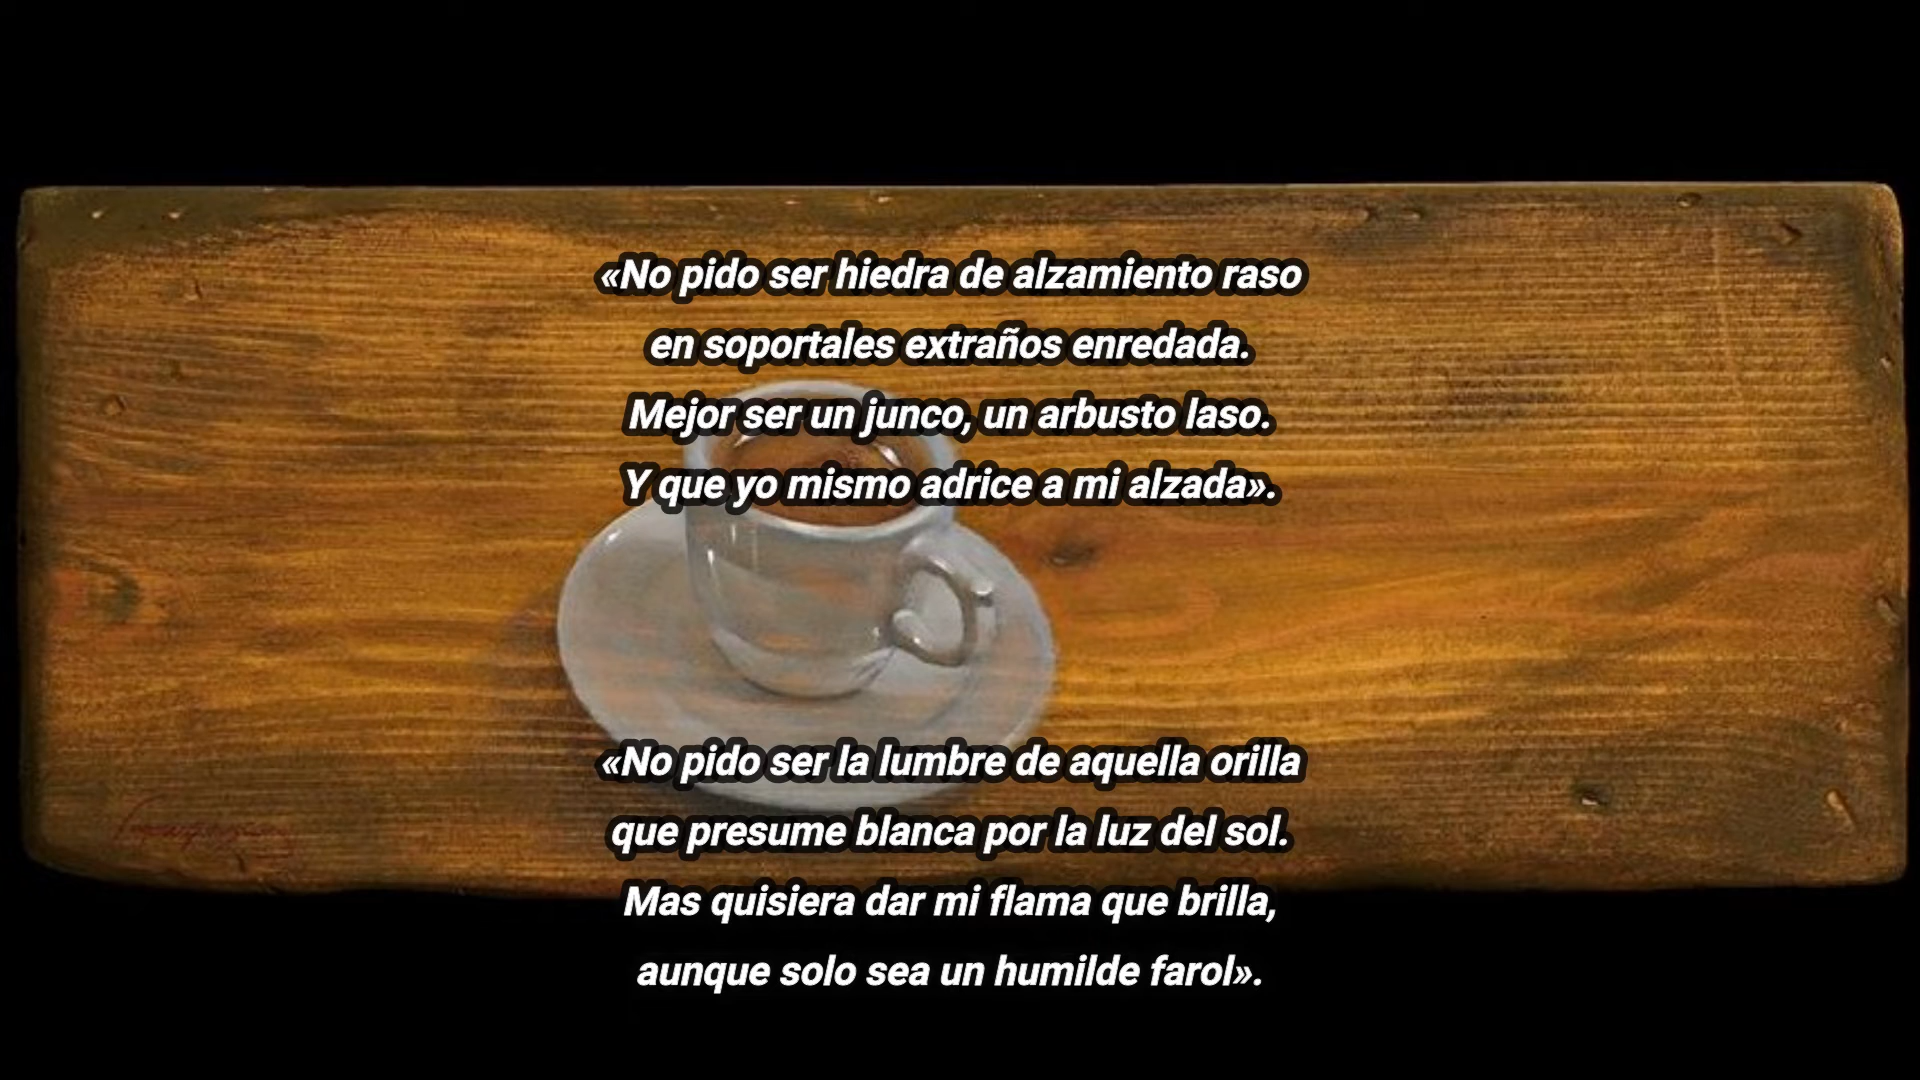 «No pido ser hiedra de alzamiento raso
en soportales extraños enredada.
Mejor ser un junco, un arbusto laso.
Y que yo mismo adrice a mi alzada».
«No pido ser la lumbre de aquella orilla
que presume blanca por la luz del sol.
Mas quisiera dar mi flama que brilla,
aunque solo sea un humilde farol».